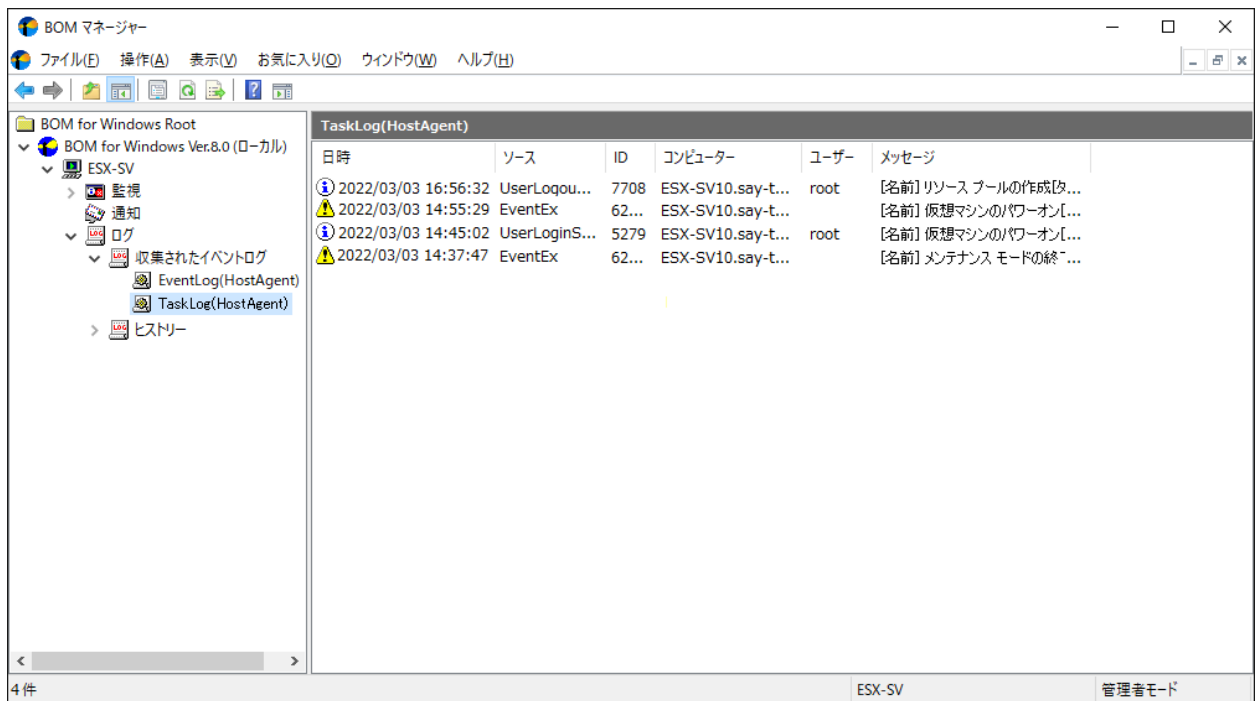 BOM マネージャー
ファイル(F) 操作(A) 表示(V) お気に入り(O) ウィンドウ(W) ヘルプ(H)
BOM for Windows Root
BOM for Windows Ver.8.0 (ローカル)
ESX-SV
監視
通知
ログ
収集されたイベントログ
EventLog(HostAgent)
TaskLog(HostAgent)
ヒストリー
TaskLog(HostAgent)
日時 ソース ID コンピューター ユーザー メッセージ
2022/03/03 16:56:32 UserLogou... 7708 ESX-SV10.say-t... root [名前] リソース プールの作成[タ...
2022/03/03 14:55:29 EventEx 62... ESX-SV10.say-t... [名前] 仮想マシンのパワーオン[...
2022/03/03 14:45:02 UserLoginS... 5279 ESX-SV10.say-t... root [名前] 仮想マシンのパワーオン[...
2022/03/03 14:37:47 EventEx 62... ESX-SV10.say-t... [名前] メンテナンス モードの終...
4 件 ESX-SV 管理者モード